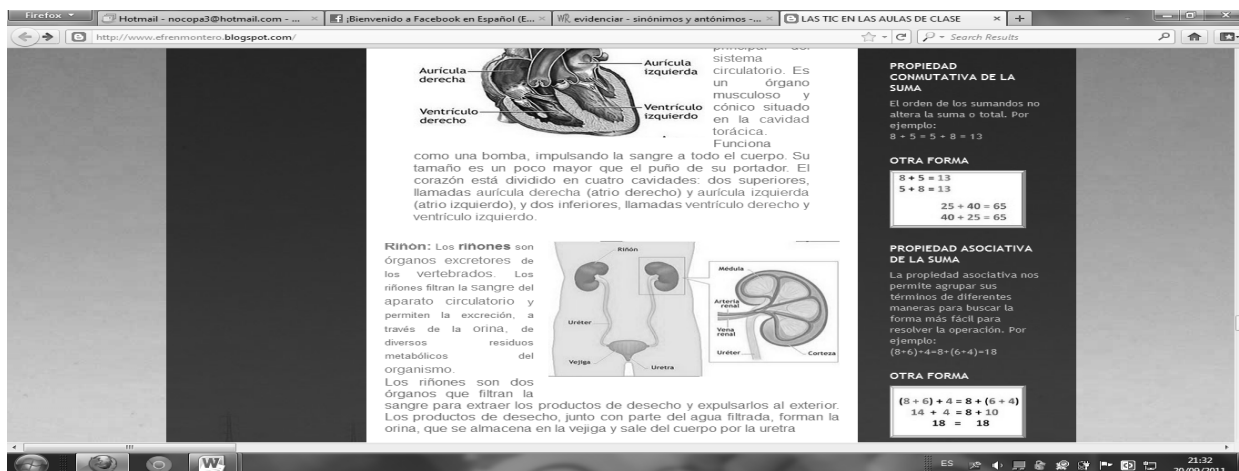 Firefox
Hotmail - nocopa3@hotmail.com - ...
¡Bienvenido a Facebook en Español (E...
WR evidenciar - sinónimos y antónimos -...
LAS TIC EN LAS AULAS DE CLASE
http://www.efrenmontero.blogspot.com/
Search Results
Aurícula
derecha
Aurícula
izquierda
Ventrículo
derecho
Ventrículo
izquierdo
sistema
circulatorio. Es
un órgano
musculoso y
cónico situado
en la cavidad
torácica.
Funciona
como una bomba, impulsando la sangre a todo el cuerpo. Su
tamaño es un poco mayor que el puño de su portador. El
corazón está dividido en cuatro cavidades: dos superiores,
llamadas aurícula derecha (atrio derecho) y aurícula izquierda
(atrio izquierdo), y dos inferiores, llamadas ventrículo derecho y
ventrículo izquierdo.
Riñon: Los riñones son
órganos excretores de
los vertebrados. Los
riñones filtran la sangre del
aparato circulatorio y
permiten la excreción, a
través de la orina, de
diversos residuos
metabólicos del
organismo.
Los riñones son dos
órganos que filtran la
sangre para extraer los productos de desecho y expulsarlos al exterior.
Los productos de desecho, junto con parte del agua filtrada, forman la
orina, que se almacena en la vejiga y sale del cuerpo por la uretra
Riñón
Uréter
Vejiga
Uretra
Médula
Arteria
renal
Vena
renal
Uréter
Corteza
PROPIEDAD
CONMUTATIVA DE LA
SUMA
El orden de los sumandos no
altera la suma o total. Por
ejemplo:
8 + 5 = 5 + 8 = 13
OTRA FORMA
8 + 5 = 13
5 + 8 = 13
25 + 40 = 65
40 + 25 = 65
PROPIEDAD ASOCIATIVA
DE LA SUMA
La propiedad asociativa nos
permite agrupar sus
términos de diferentes
maneras para buscar la
forma más fácil para
resolver la operación. Por
ejemplo:
(8+6)+4=8+(6+4)=18
OTRA FORMA
(8 + 6) + 4 = 8 + (6 + 4)
14 + 4 = 8 + 10
18 = 18
ES
21:32
20/09/2011